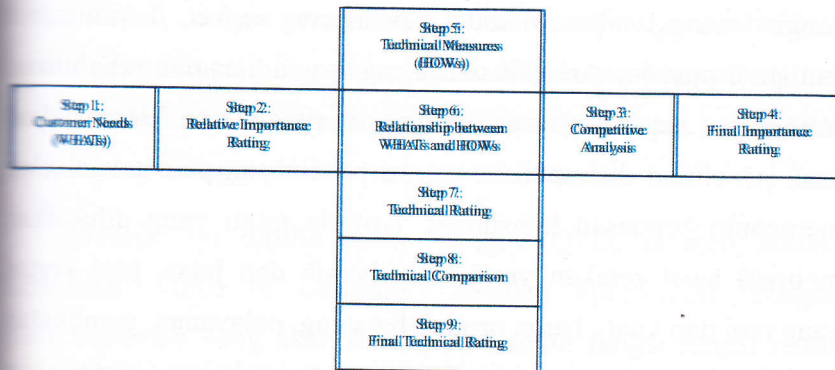 Step 5:
Technical Measures
(HOWs)
Step 1:
Customer Needs
(WHATs)
Step 2:
Relative Importance
Rating
Step 6:
Relationship between
WHATs and HOWs
Step 3:
Competitive
Analysis
Step 4:
Final Importance
Rating
Step 7:
Technical Rating
Step 8:
Technical Comparison
Step 9:
Final Technical Rating